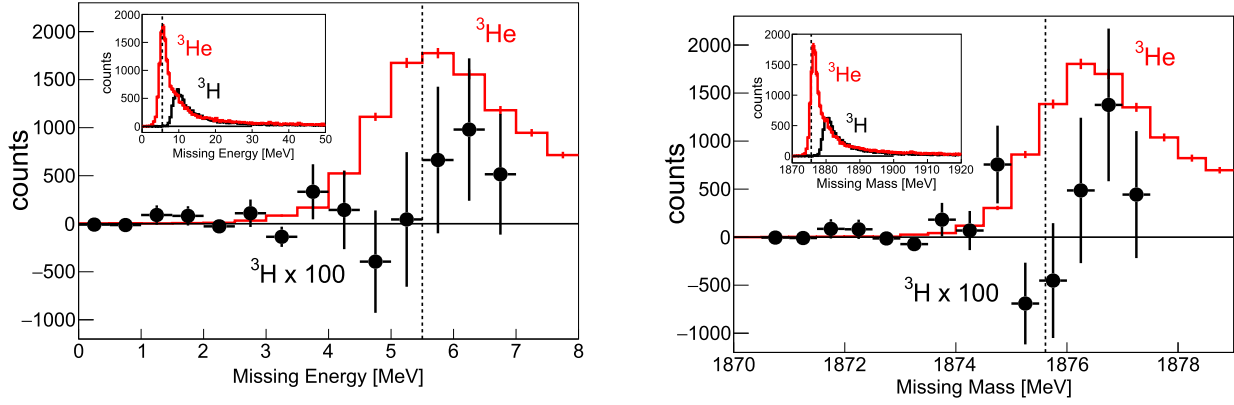 counts
2000
1500
1000
500
0
−500
−1000
0 1 2 3 4 5 6 7 8
Missing Energy [MeV]
³He
³H x 100
counts
2000
1500
1000
500
0
0 10 20 30 40 50
Missing Energy [MeV]
³He
³H
counts
2000
1500
1000
500
0
−500
−1000
1870 1872 1874 1876 1878
Missing Mass [MeV]
³He
³H x 100
counts
2000
1500
1000
500
0
1870 1880 1890 1900 1910 1920
Missing Mass [MeV]
³He
³H